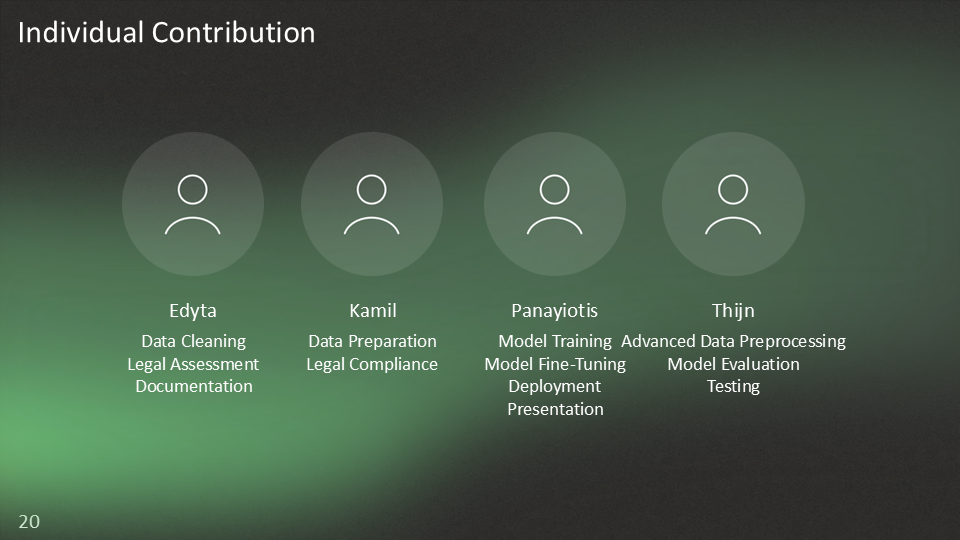 Individual Contribution
Edyta
Data Cleaning
Legal Assessment
Documentation
Kamil
Data Preparation
Legal Compliance
Panayiotis
Model Training
Model Fine-Tuning
Deployment
Presentation
Thijn
Advanced Data Preprocessing
Model Evaluation
Testing
20